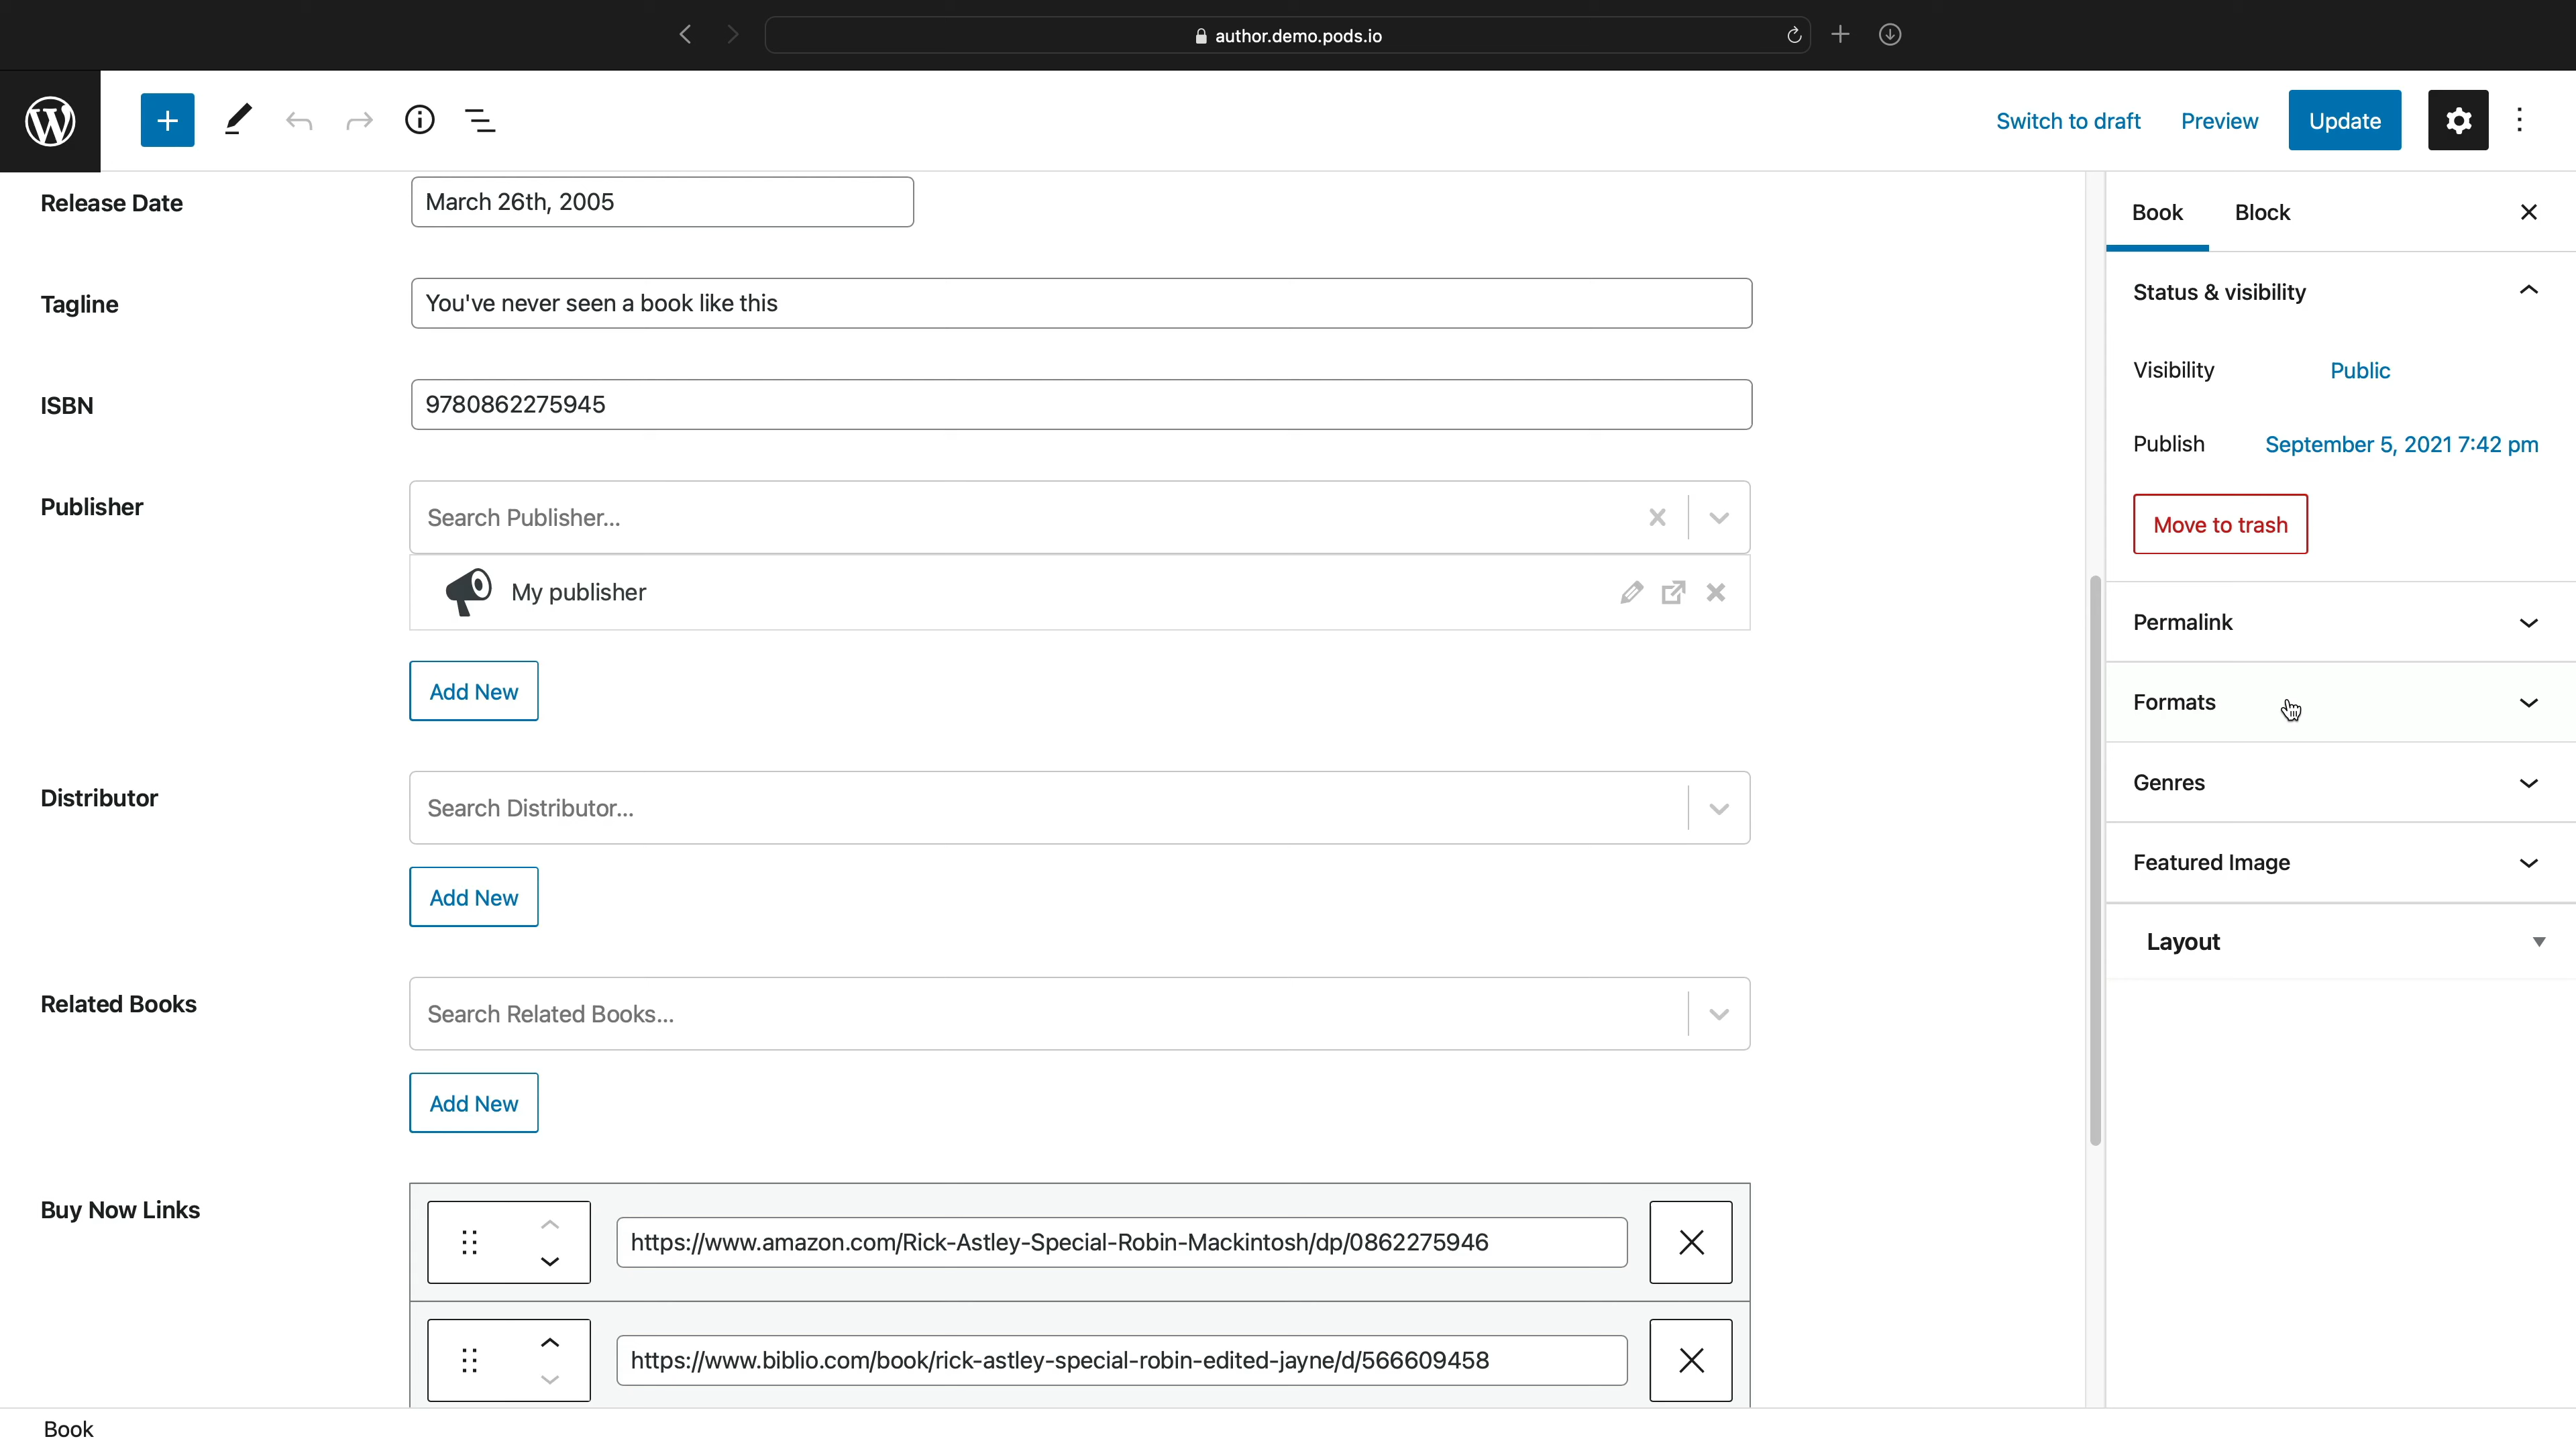 author.demo.pods.io
Switch to draft Preview Update
Release Date March 26th, 2005
Tagline You've never seen a book like this
ISBN 9780862275945
Publisher Search Publisher...
My publisher
Add New
Distributor Search Distributor...
Add New
Related Books Search Related Books...
Add New
Buy Now Links https://www.amazon.com/Rick-Astley-Special-Robin-Mackintosh/dp/0862275946
https://www.biblio.com/book/rick-astley-special-robin-edited-jayne/d/566609458
Book Block
Status & visibility
Visibility Public
Publish September 5, 2021 7:42 pm
Move to trash
Permalink
Formats
Genres
Featured Image
Layout
Book